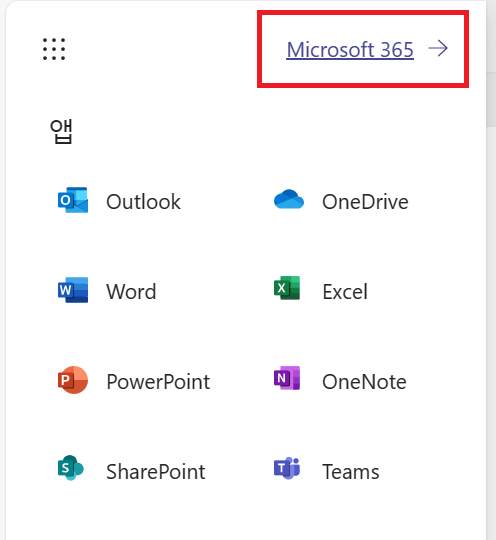 Microsoft 365 →
앱
Outlook OneDrive
Word Excel
PowerPoint OneNote
SharePoint Teams